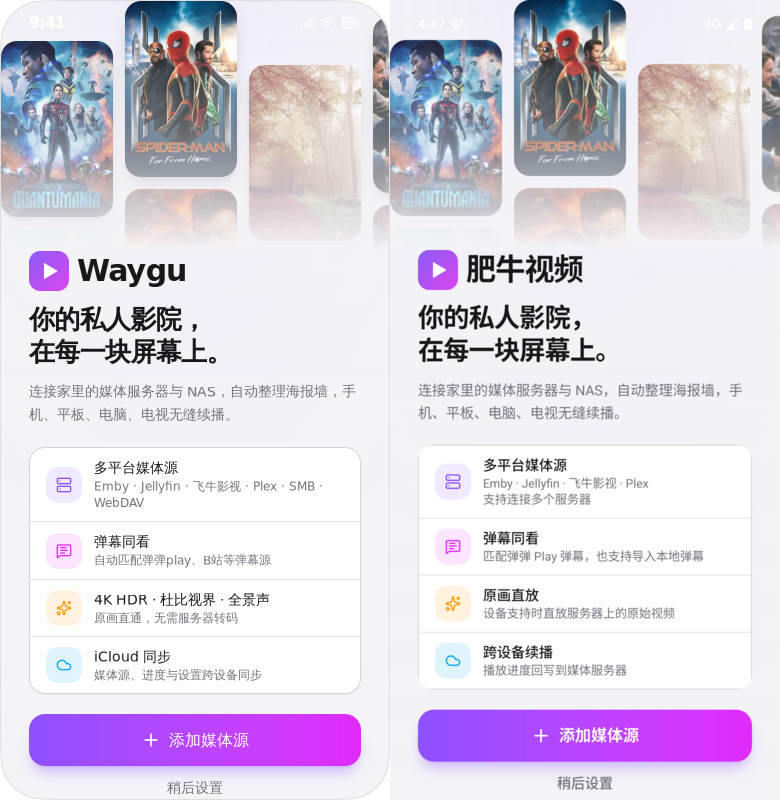 9:41
QUANTUMANIA
SPIDER-MAN
Far From Home
Waygu
你的私人影院，
在每一块屏幕上。
连接家里的媒体服务器与 NAS，自动整理海报墙，手
机、平板、电脑、电视无缝续播。
多平台媒体源
Emby · Jellyfin · 飞牛影视 · Plex · SMB ·
WebDAV
弹幕同看
自动匹配弹弹play、B站等弹幕源
4K HDR · 杜比视界 · 全景声
原画直通，无需服务器转码
iCloud 同步
媒体源、进度与设置跨设备同步
添加媒体源
稍后设置
4:47
3G
QUANTUMANIA
SPIDER-MAN
Far From Home
肥牛视频
你的私人影院，
在每一块屏幕上。
连接家里的媒体服务器与 NAS，自动整理海报墙，手
机、平板、电脑、电视无缝续播。
多平台媒体源
Emby · Jellyfin · 飞牛影视 · Plex
支持连接多个服务器
弹幕同看
匹配弹弹 Play 弹幕，也支持导入本地弹幕
原画直放
设备支持时直放服务器上的原始视频
跨设备续播
播放进度回写到媒体服务器
添加媒体源
稍后设置